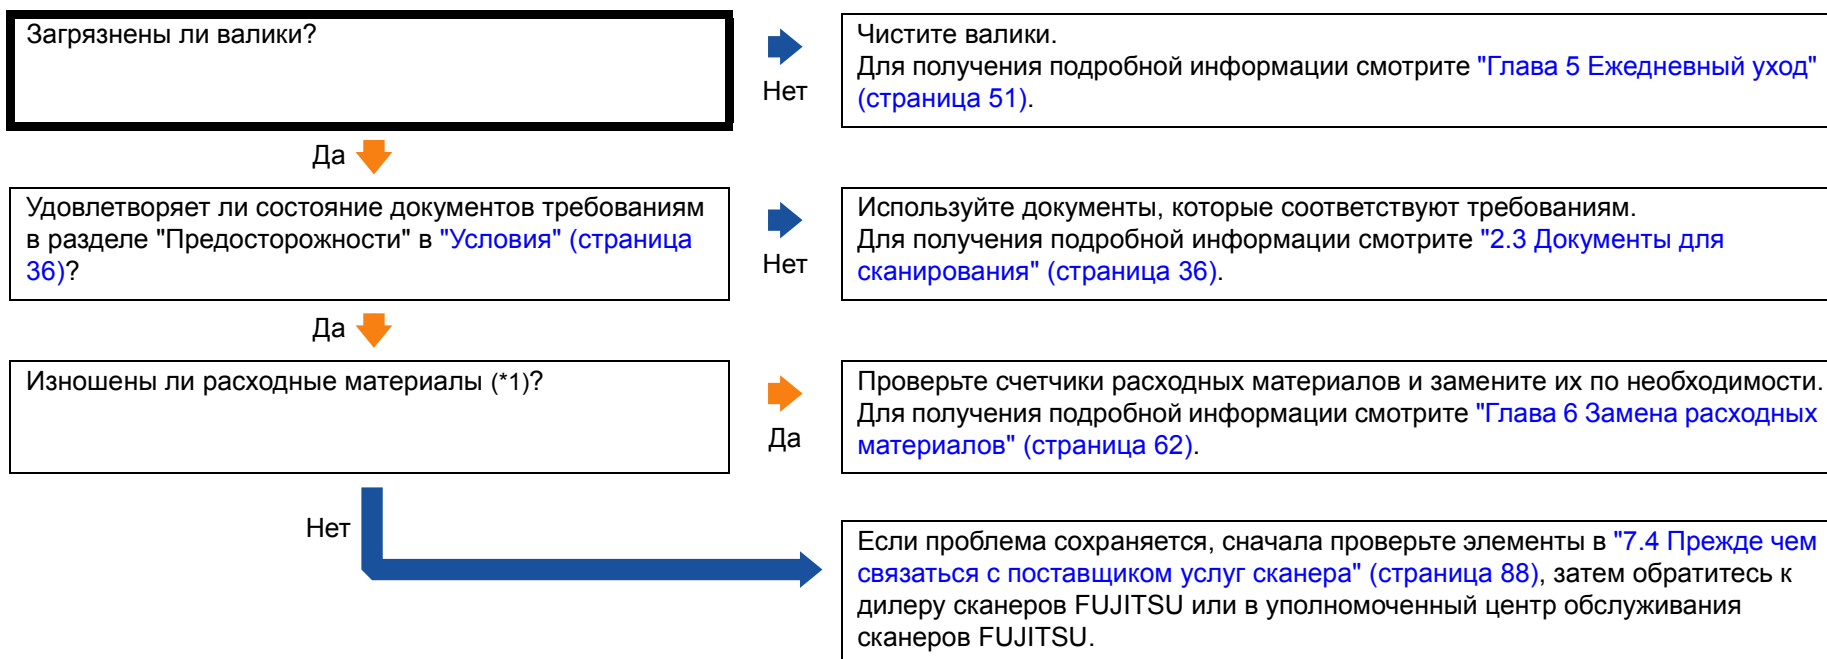 Загрязнены ли валики?
Нет
Чистите валики.
Для получения подробной информации смотрите "Глава 5 Ежедневный уход"
(страница 51).
Да
Удовлетворяет ли состояние документов требованиям
в разделе "Предосторожности" в "Условия" (страница
36)?
Нет
Используйте документы, которые соответствуют требованиям.
Для получения подробной информации смотрите "2.3 Документы для
сканирования" (страница 36).
Да
Изношены ли расходные материалы (*1)?
Да
Проверьте счетчики расходных материалов и замените их по необходимости.
Для получения подробной информации смотрите "Глава 6 Замена расходных
материалов" (страница 62).
Нет
Если проблема сохраняется, сначала проверьте элементы в "7.4 Прежде чем
связаться с поставщиком услуг сканера" (страница 88), затем обратитесь к
дилеру сканеров FUJITSU или в уполномоченный центр обслуживания
сканеров FUJITSU.